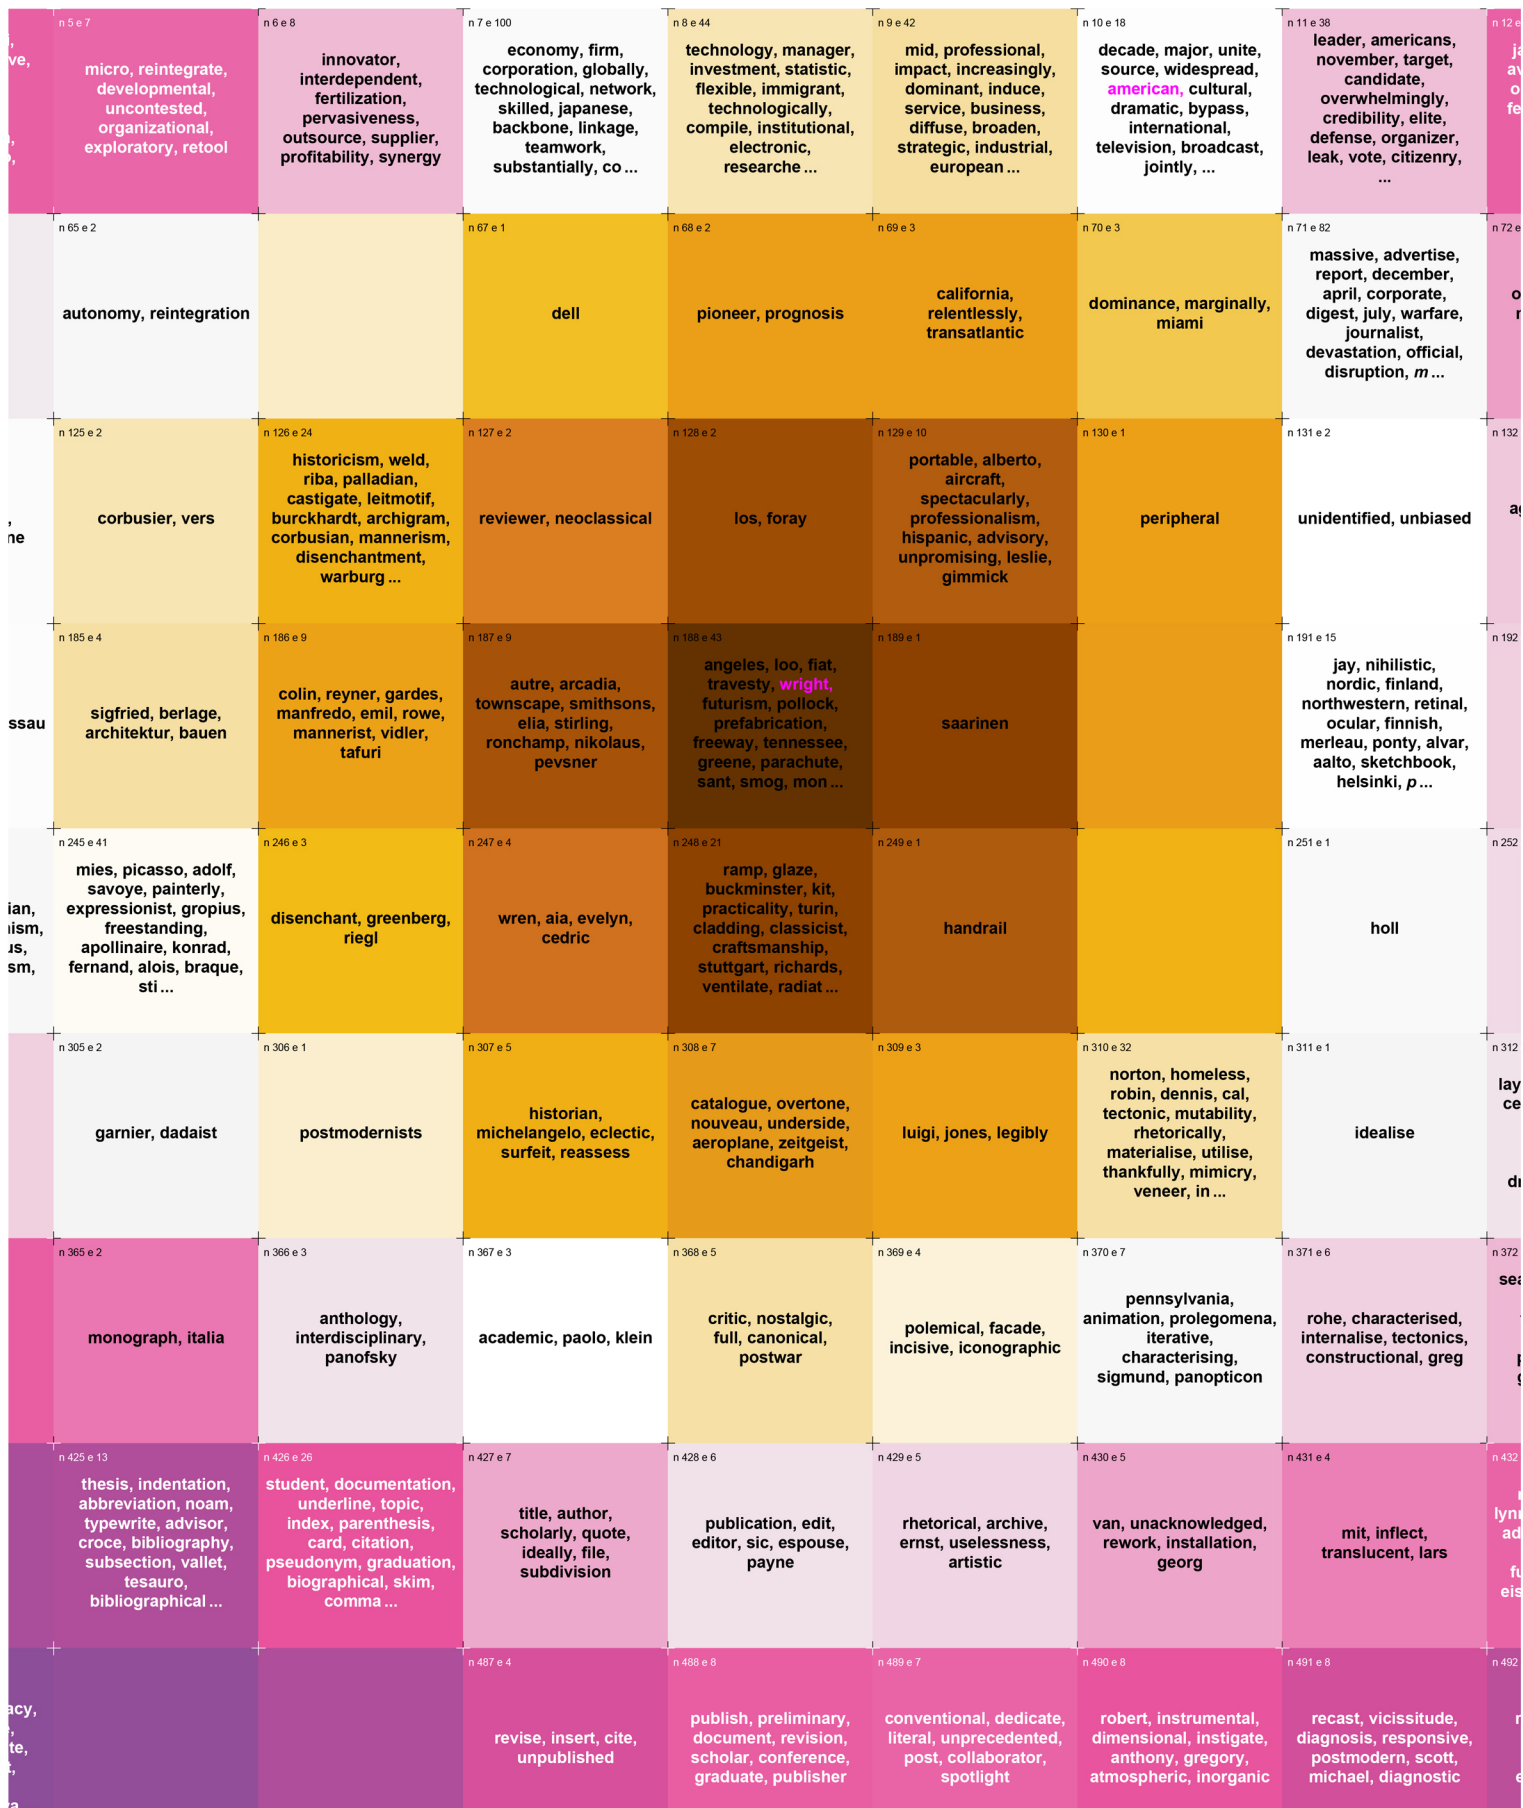 n 5 e 7
micro, reintegrate,
developmental,
uncontested,
organizational,
exploratory, retool
n 6 e 8
innovator,
interdependent,
fertilization,
pervasiveness,
outsource, supplier,
profitability, synergy
n 7 e 100
economy, firm,
corporation, globally,
technological, network,
skilled, japanese,
backbone, linkage,
teamwork,
substantially, co ...
n 8 e 44
technology, manager,
investment, statistic,
flexible, immigrant,
technologically,
compile, institutional,
electronic,
researche ...
n 9 e 42
mid, professional,
impact, increasingly,
dominant, induce,
service, business,
diffuse, broaden,
strategic, industrial,
european ...
n 10 e 18
decade, major, unite,
source, widespread,
american, cultural,
dramatic, bypass,
international,
television, broadcast,
jointly, ...
n 11 e 38
leader, americans,
november, target,
candidate,
overwhelmingly,
credibility, elite,
defense, organizer,
leak, vote, citizenry,
...
n 12 e
n 65 e 2
autonomy, reintegration
n 67 e 1
dell
n 68 e 2
pioneer, prognosis
n 69 e 3
california,
relentlessly,
transatlantic
n 70 e 3
dominance, marginally,
miami
n 71 e 82
massive, advertise,
report, december,
april, corporate,
digest, july, warfare,
journalist,
devastation, official,
disruption, m ...
n 72 e
n 125 e 2
corbusier, vers
n 126 e 24
historicism, weld,
riba, palladian,
castigate, leitmotif,
burckhardt, archigram,
corbusian, mannerism,
disenchantment,
warburg ...
n 127 e 2
reviewer, neoclassical
n 128 e 2
los, foray
n 129 e 10
portable, alberto,
aircraft,
spectacularly,
professionalism,
hispanic, advisory,
unpromising, leslie,
gimmick
n 130 e 1
peripheral
n 131 e 2
unidentified, unbiased
n 132
ssau
n 185 e 4
sigfried, berlage,
architektur, bauen
n 186 e 9
colin, reyner, gardes,
manfredo, emil, rowe,
mannerist, vidler,
tafuri
n 187 e 9
autre, arcadia,
townscape, smithsons,
elia, stirling,
ronchamp, nikolaus,
pevsner
n 188 e 43
angeles, loo, fiat,
travesty, wright,
futurism, pollock,
prefabrication,
freeway, tennessee,
greene, parachute,
sant, smog, mon ...
n 189 e 1
saarinen
n 191 e 15
jay, nihilistic,
nordic, finland,
northwestern, retinal,
ocular, finnish,
merleau, ponty, alvar,
aalto, sketchbook,
helsinki, p ...
n 192
n 245 e 41
mies, picasso, adolf,
savoye, painterly,
expressionist, gropius,
freestanding,
apollinaire, konrad,
fernand, alois, braque,
sti ...
n 246 e 3
disenchant, greenberg,
riegl
n 247 e 4
wren, aia, evelyn,
cedric
n 248 e 21
ramp, glaze,
buckminster, kit,
practicality, turin,
cladding, classicist,
craftsmanship,
stuttgart, richards,
ventilate, radiat ...
n 249 e 1
handrail
n 251 e 1
holl
n 252
n 305 e 2
garnier, dadaist
n 306 e 1
postmodernists
n 307 e 5
historian,
michelangelo, eclectic,
surfeit, reassess
n 308 e 7
catalogue, overtone,
nouveau, underside,
aeroplane, zeitgeist,
chandigarh
n 309 e 3
luigi, jones, legibly
n 310 e 32
norton, homeless,
robin, dennis, cal,
tectonic, mutability,
rhetorically,
materialise, utilise,
thankfully, mimicry,
veneer, in ...
n 311 e 1
idealise
n 312
n 365 e 2
monograph, italia
n 366 e 3
anthology,
interdisciplinary,
panofsky
n 367 e 3
academic, paolo, klein
n 368 e 5
critic, nostalgic,
full, canonical,
postwar
n 369 e 4
polemical, facade,
incisive, iconographic
n 370 e 7
pennsylvania,
animation, prolegomena,
iterative,
characterising,
sigmund, panopticon
n 371 e 6
rohe, characterised,
internalise, tectonics,
constructional, greg
n 372
n 425 e 13
thesis, indentation,
abbreviation, noam,
typewrite, advisor,
croce, bibliography,
subsection, vallet,
tesauro,
bibliographical ...
n 426 e 26
student, documentation,
underline, topic,
index, parenthesis,
card, citation,
pseudonym, graduation,
biographical, skim,
comma ...
n 427 e 7
title, author,
scholarly, quote,
ideally, file,
subdivision
n 428 e 6
publication, edit,
editor, sic, espouse,
payne
n 429 e 5
rhetorical, archive,
ernst, uselessness,
artistic
n 430 e 5
van, unacknowledged,
rework, installation,
georg
n 431 e 4
mit, inflect,
translucent, lars
n 432
n 487 e 4
revise, insert, cite,
unpublished
n 488 e 8
publish, preliminary,
document, revision,
scholar, conference,
graduate, publisher
n 489 e 7
conventional, dedicate,
literal, unprecedented,
post, collaborator,
spotlight
n 490 e 8
robert, instrumental,
dimensional, instigate,
anthony, gregory,
atmospheric, inorganic
n 491 e 8
recast, vicissitude,
diagnosis, responsive,
postmodern, scott,
michael, diagnostic
n 492